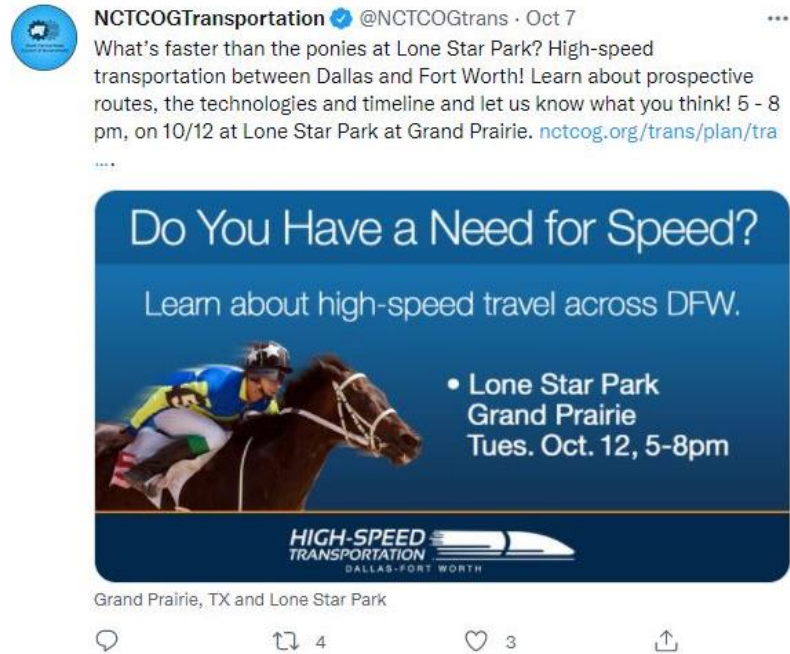 NCTCOGTransportation @NCTCOGtrans · Oct 7
What's faster than the ponies at Lone Star Park? High-speed
transportation between Dallas and Fort Worth! Learn about prospective
routes, the technologies and timeline and let us know what you think! 5 - 8
pm, on 10/12 at Lone Star Park at Grand Prairie. nctcog.org/trans/plan/tra
….
Do You Have a Need for Speed?
Learn about high-speed travel across DFW.
• Lone Star Park
Grand Prairie
Tues. Oct. 12, 5-8pm
HIGH-SPEED
TRANSPORTATION
DALLAS-FORT WORTH
Grand Prairie, TX and Lone Star Park
4 3